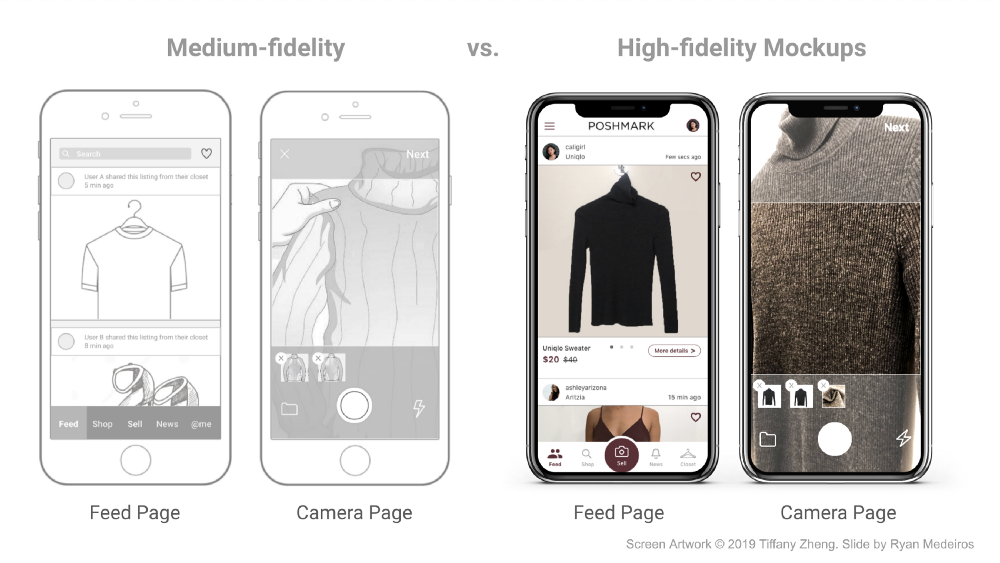 Medium-fidelity vs. High-fidelity Mockups
Search
User A shared this listing from their closet
5 min ago
User B shared this listing from their closet
8 min ago
Feed Shop Sell News @me
Next
POSHMARK
caligirl
Uniqlo
Few secs ago
Uniqlo Sweater
$20 $40
More details >
ashleyarizona
Aritzia
15 min ago
Feed Shop Sell News Closet
Next
Feed Page
Camera Page
Feed Page
Camera Page
Screen Artwork © 2019 Tiffany Zheng. Slide by Ryan Medeiros